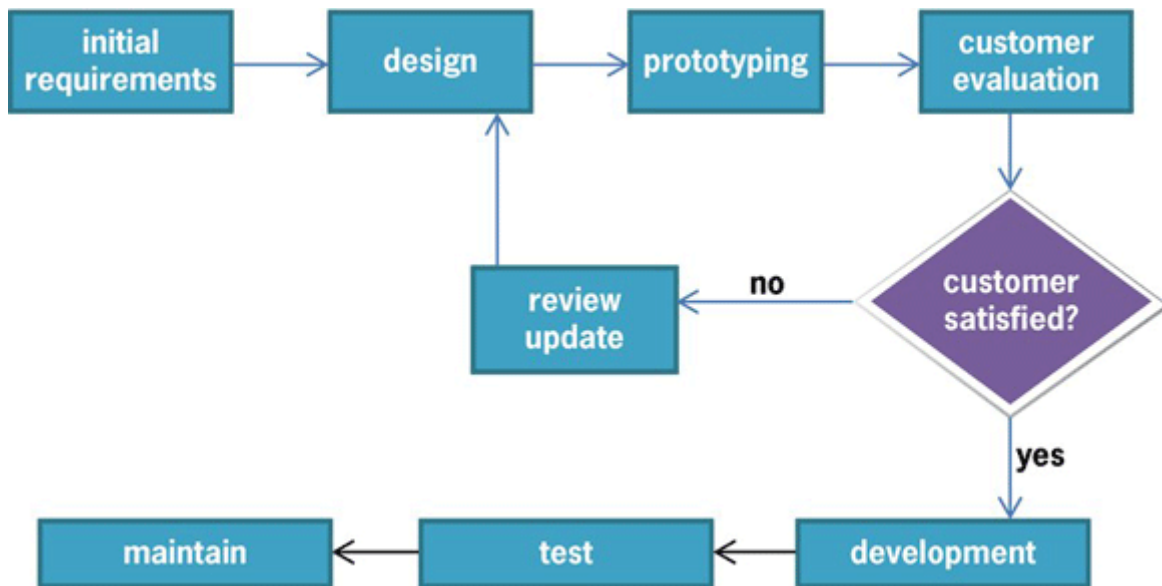 initial
requirements
design
prototyping
customer
evaluation
customer
satisfied?
no
review
update
yes
development
test
maintain